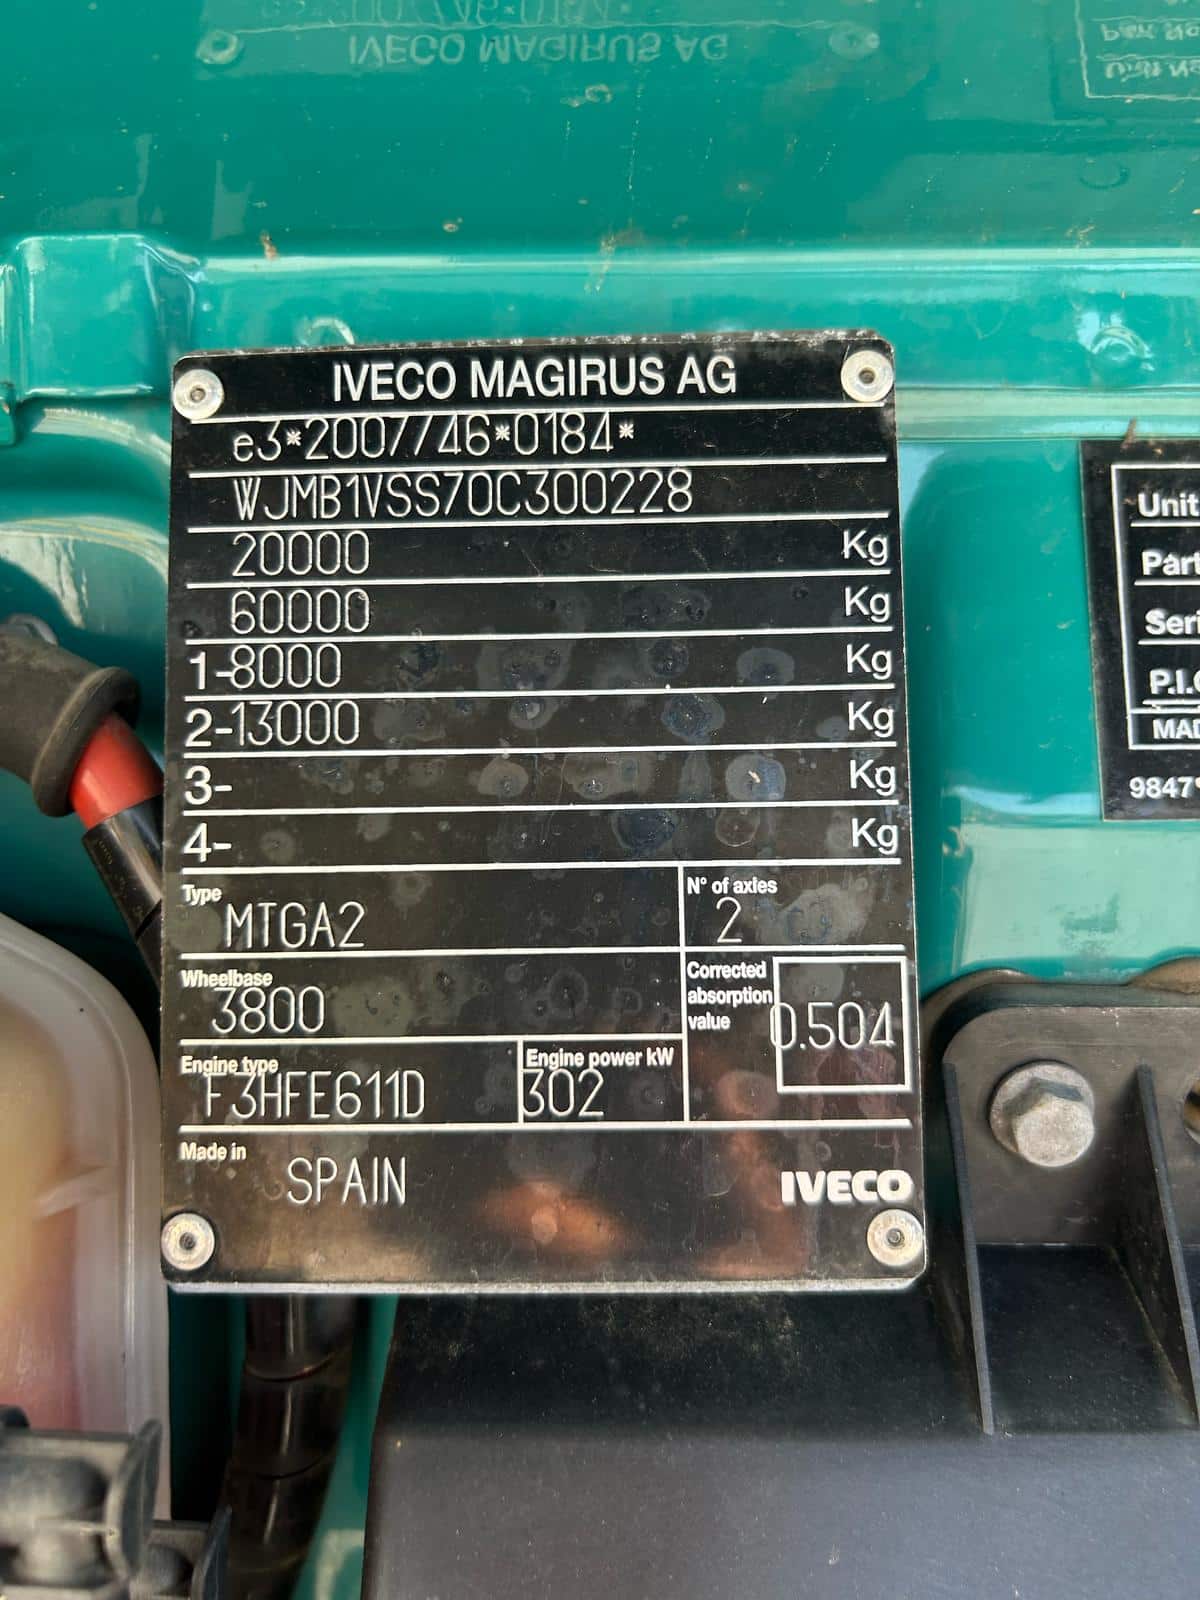 IVECO MAGIRUS AG
IVECO MAGIRUS AG
e3*2007/46*0184*
WJMB1VSS70C300228
20000 Kg
60000 Kg
1-8000 Kg
2-13000 Kg
3- Kg
4- Kg
Type
MTGA2
N° of axles
2
Wheelbase
3800
Corrected
absorption
value
0.504
Engine type
F3HFE611D
Engine power kW
302
Made in
SPAIN
IVECO
Unit
Part
Seri
P.I.
MAD
9847